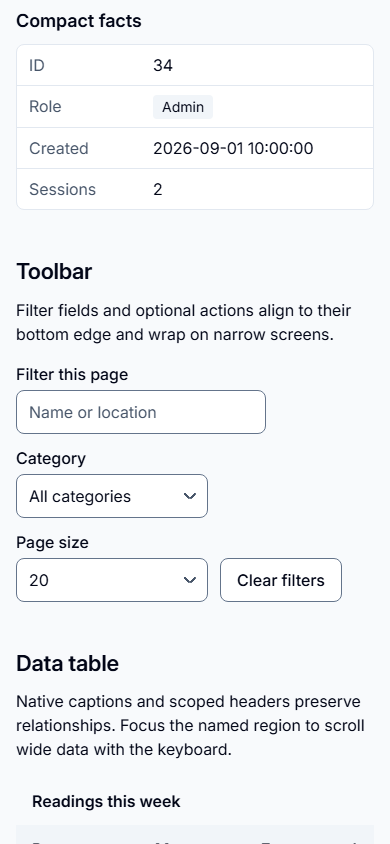 Compact facts
ID 34
Role Admin
Created 2026-09-01 10:00:00
Sessions 2
Toolbar
Filter fields and optional actions align to their
bottom edge and wrap on narrow screens.
Filter this page
Name or location
Category
All categories
Page size
20 Clear filters
Data table
Native captions and scoped headers preserve
relationships. Focus the named region to scroll
wide data with the keyboard.
Readings this week